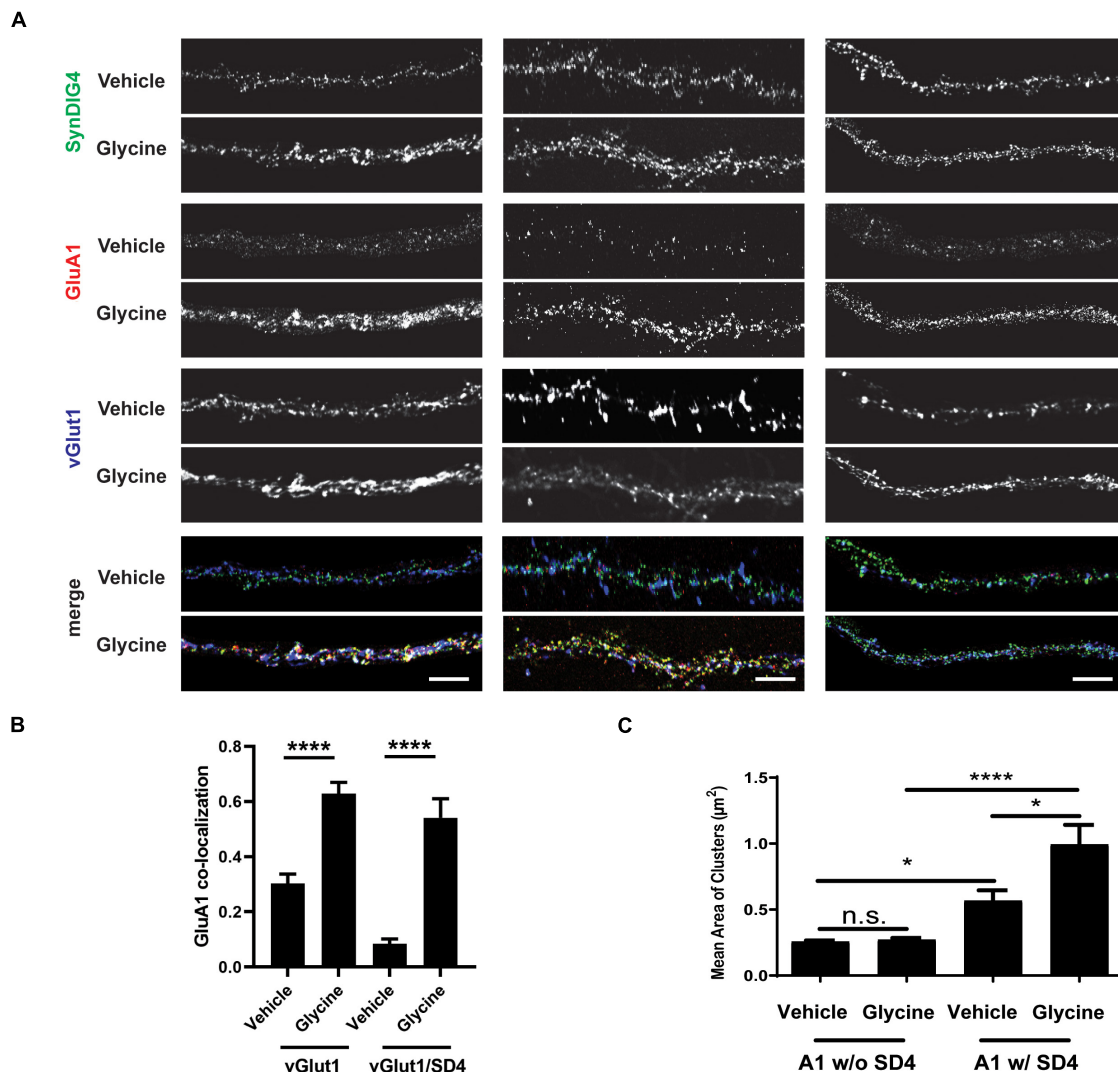 A
SynDIG4
Vehicle
Glycine
GluA1
Vehicle
Glycine
vGlut1
Vehicle
Glycine
merge
Vehicle
Glycine
B
GluA1 co-localization
0.8
0.6
0.4
0.2
0.0
****
****
Vehicle
Glycine
Vehicle
Glycine
vGlut1
vGlut1/SD4
C
Mean Area of Clusters (µm²)
1.5
1.0
0.5
0.0
****
*
*
n.s.
Vehicle Glycine Vehicle Glycine
A1 w/o SD4 A1 w/ SD4